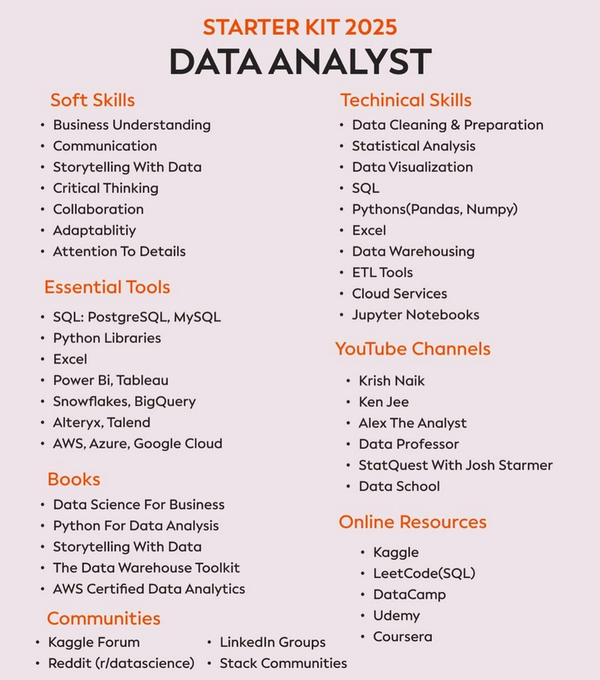 STARTER KIT 2025
DATA ANALYST
Soft Skills
• Business Understanding
• Communication
• Storytelling With Data
• Critical Thinking
• Collaboration
• Adaptablitiy
• Attention To Details
Essential Tools
• SQL: PostgreSQL, MySQL
• Python Libraries
• Excel
• Power Bi, Tableau
• Snowflakes, BigQuery
• Alteryx, Talend
• AWS, Azure, Google Cloud
Books
• Data Science For Business
• Python For Data Analysis
• Storytelling With Data
• The Data Warehouse Toolkit
• AWS Certified Data Analytics
Communities
• Kaggle Forum
• Reddit (r/datascience)
• LinkedIn Groups
• Stack Communities
Techinical Skills
• Data Cleaning & Preparation
• Statistical Analysis
• Data Visualization
• SQL
• Pythons(Pandas, Numpy)
• Excel
• Data Warehousing
• ETL Tools
• Cloud Services
• Jupyter Notebooks
YouTube Channels
• Krish Naik
• Ken Jee
• Alex The Analyst
• Data Professor
• StatQuest With Josh Starmer
• Data School
Online Resources
• Kaggle
• LeetCode(SQL)
• DataCamp
• Udemy
• Coursera